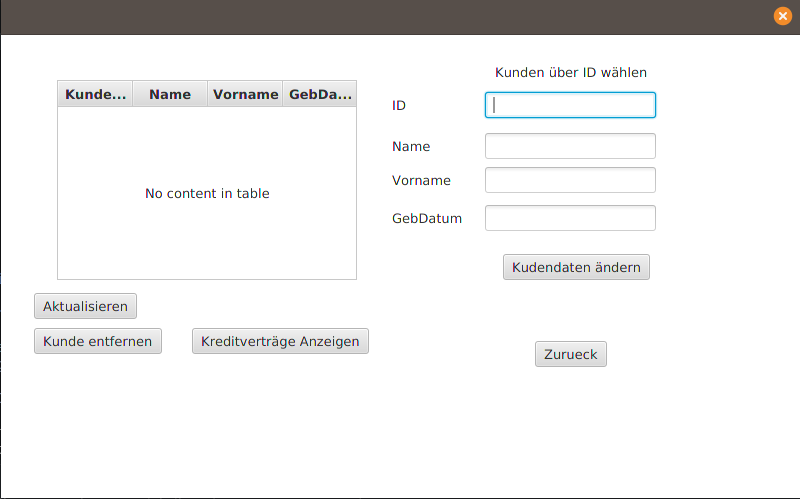 Kunden über ID wählen
Kunde... Name Vorname GebDa...
No content in table
ID
Name
Vorname
GebDatum
Kudendaten ändern
Aktualisieren
Kunde entfernen
Kreditverträge Anzeigen
Zurueck